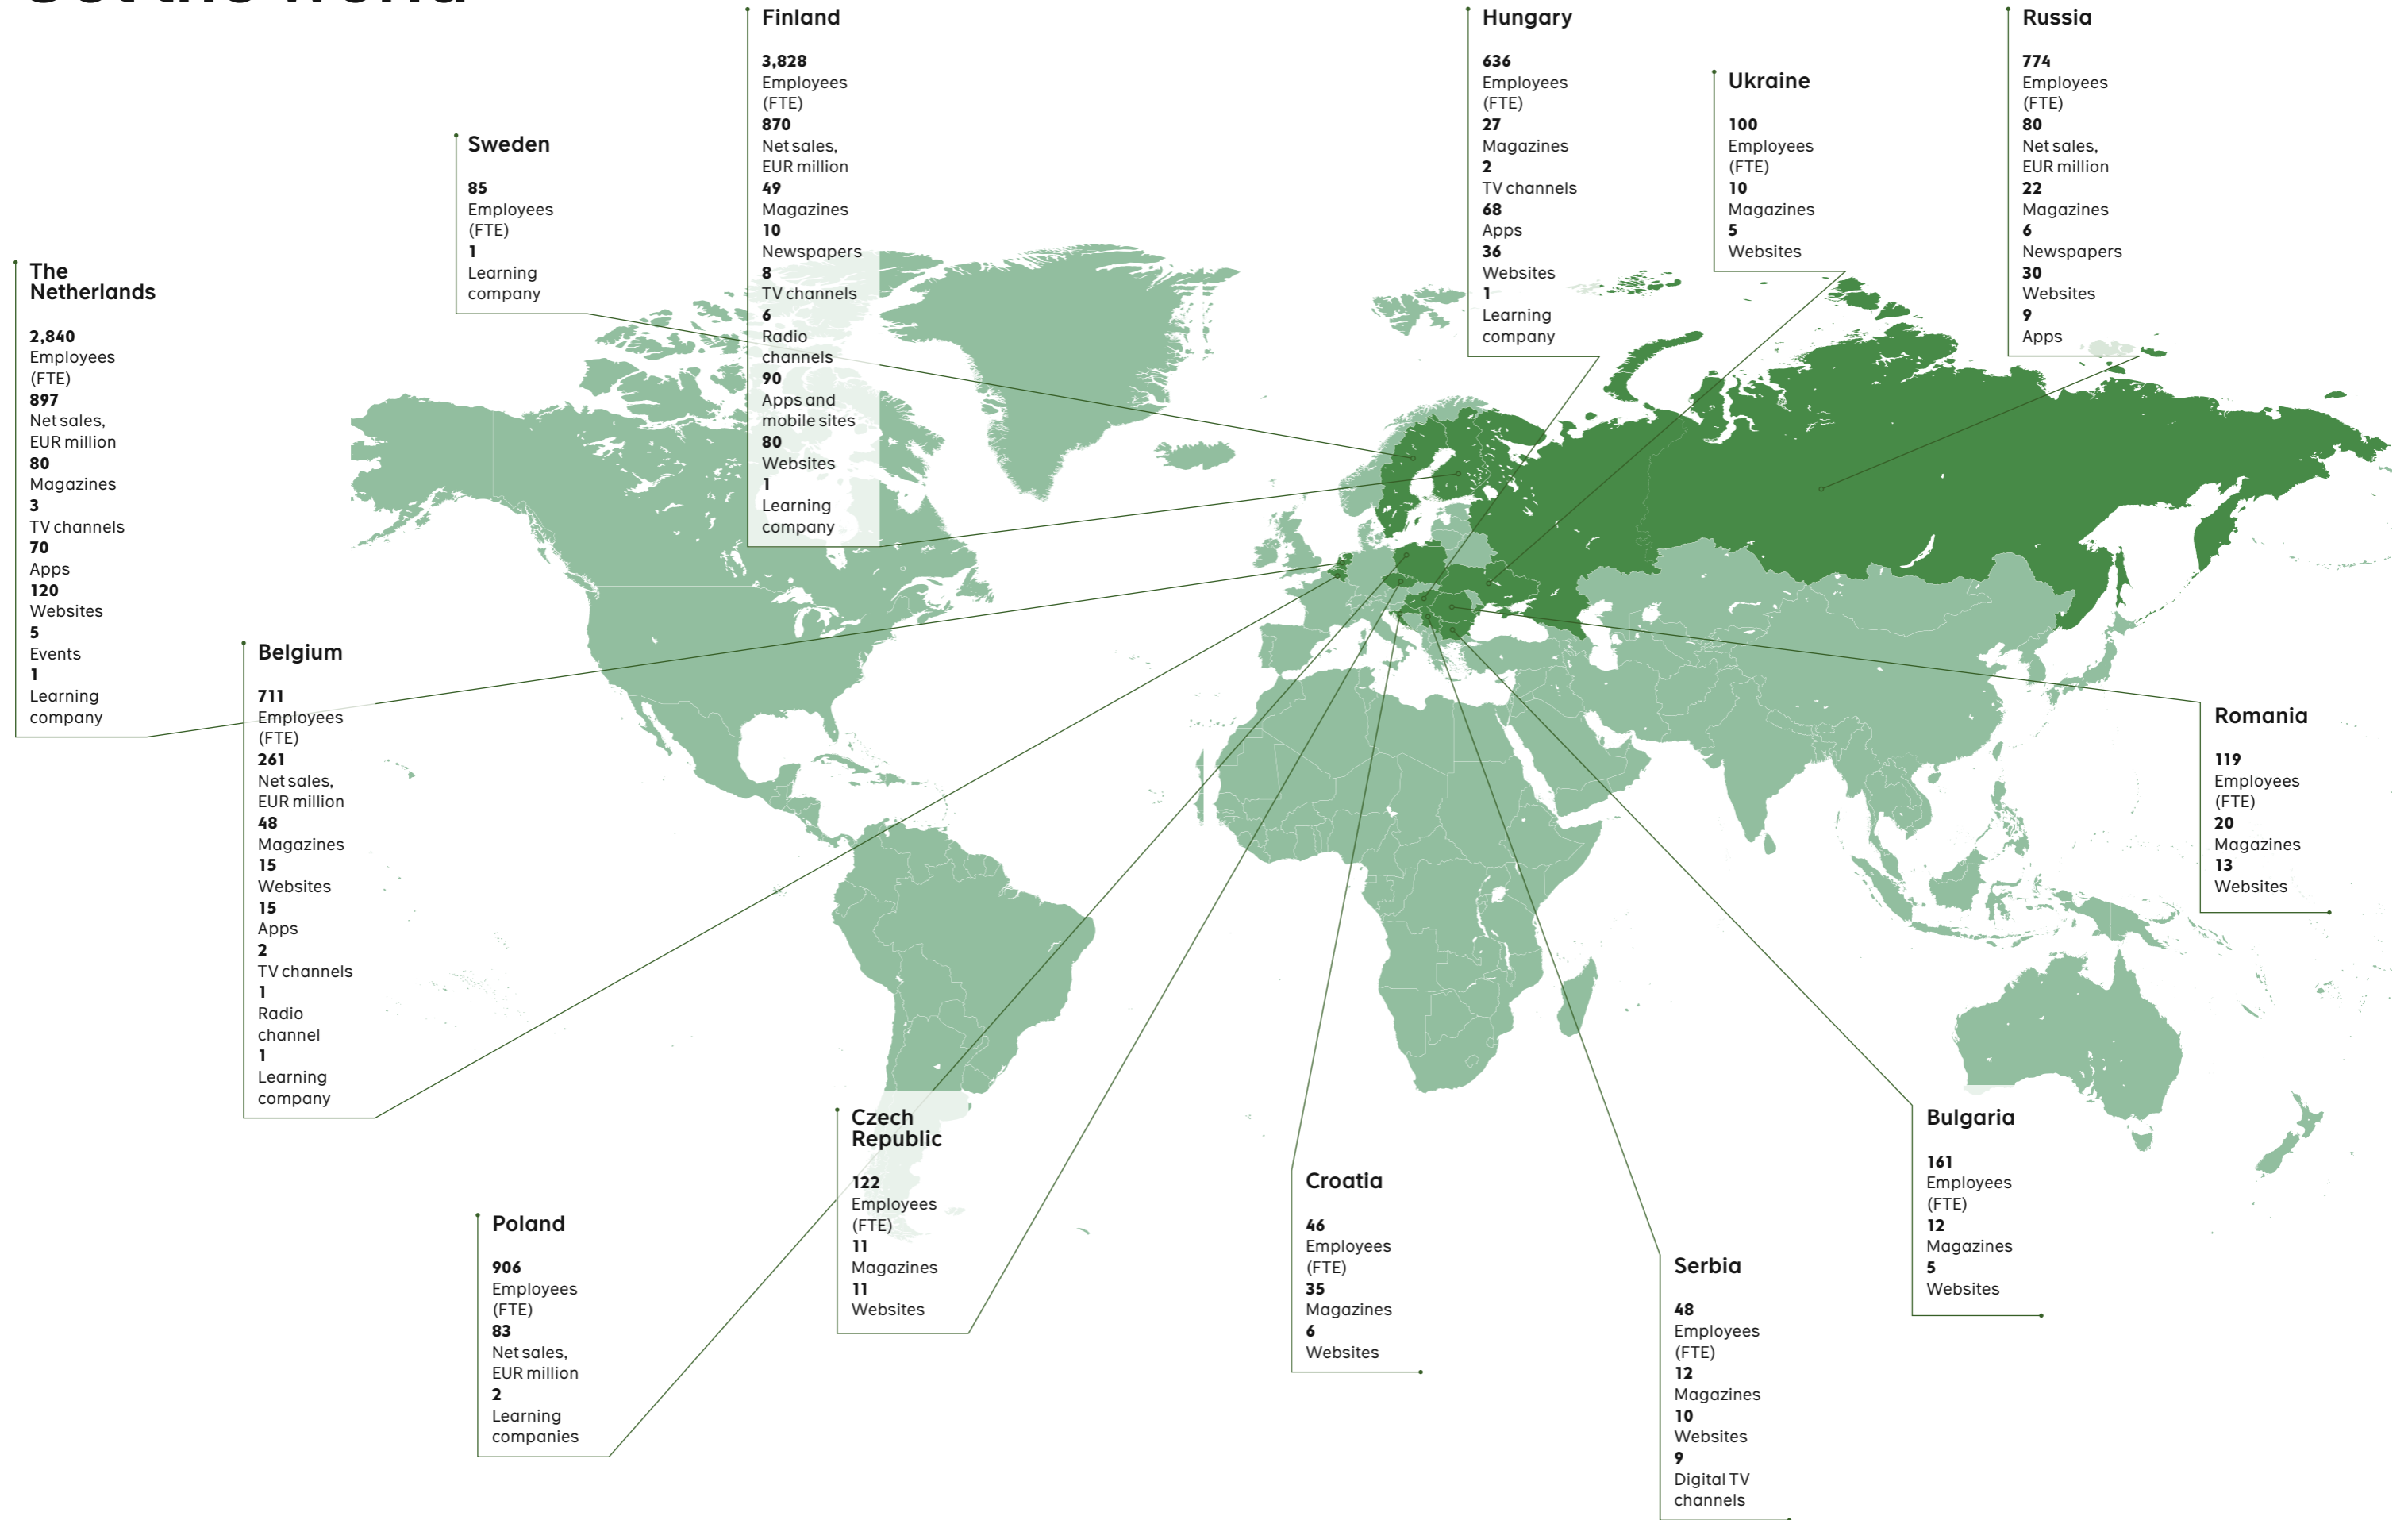 the world
Finland
3,828
Employees
(FTE)
870
Net sales,
EUR million
49
Magazines
10
Newspapers
8
TV channels
6
Radio
channels
90
Apps and
mobile sites
80
Websites
1
Learning
company
Hungary
636
Employees
(FTE)
27
Magazines
2
TV channels
68
Apps
36
Websites
1
Learning
company
Russia
774
Employees
(FTE)
80
Net sales,
EUR million
22
Magazines
6
Newspapers
30
Websites
9
Apps
Ukraine
100
Employees
(FTE)
10
Magazines
5
Websites
Sweden
85
Employees
(FTE)
1
Learning
company
The
Netherlands
2,840
Employees
(FTE)
897
Net sales,
EUR million
80
Magazines
3
TV channels
70
Apps
120
Websites
5
Events
1
Learning
company
Belgium
711
Employees
(FTE)
261
Net sales,
EUR million
48
Magazines
15
Websites
15
Apps
2
TV channels
1
Radio
channel
1
Learning
company
Romania
119
Employees
(FTE)
20
Magazines
13
Websites
Czech
Republic
122
Employees
(FTE)
11
Magazines
11
Websites
Bulgaria
161
Employees
(FTE)
12
Magazines
5
Websites
Croatia
46
Employees
(FTE)
35
Magazines
6
Websites
Poland
906
Employees
(FTE)
83
Net sales,
EUR million
2
Learning
companies
Serbia
48
Employees
(FTE)
12
Magazines
10
Websites
9
Digital TV
channels